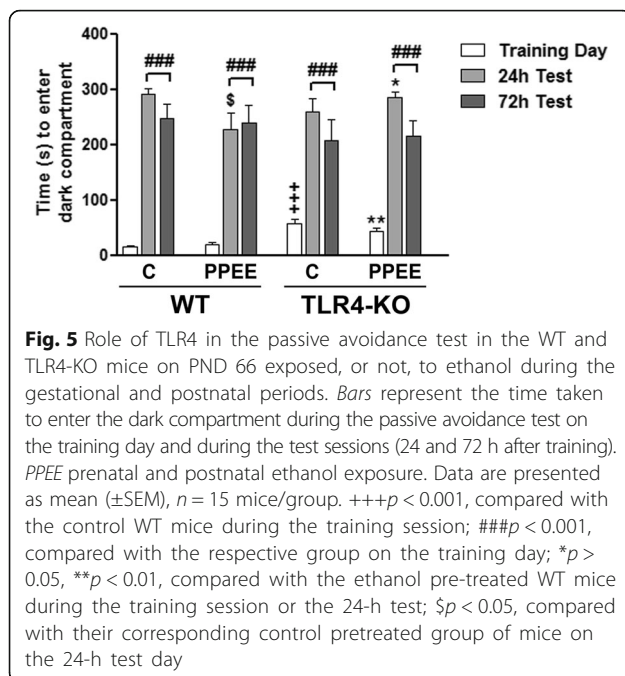 400
300
200
100
0
Time (s) to enter
dark compartment
###
###
###
###
$
*
+++
**
Training Day
24h Test
72h Test
C
PPEE
C
PPEE
WT
TLR4-KO
Fig. 5 Role of TLR4 in the passive avoidance test in the WT and
TLR4-KO mice on PND 66 exposed, or not, to ethanol during the
gestational and postnatal periods. Bars represent the time taken
to enter the dark compartment during the passive avoidance test on
the training day and during the test sessions (24 and 72 h after training).
PPEE prenatal and postnatal ethanol exposure. Data are presented
as mean (±SEM), n = 15 mice/group. +++p < 0.001, compared with
the control WT mice during the training session; ###p < 0.001,
compared with the respective group on the training day; *p >
0.05, **p < 0.01, compared with the ethanol pre-treated WT mice
during the training session or the 24-h test; $p < 0.05, compared
with their corresponding control pretreated group of mice on
the 24-h test day